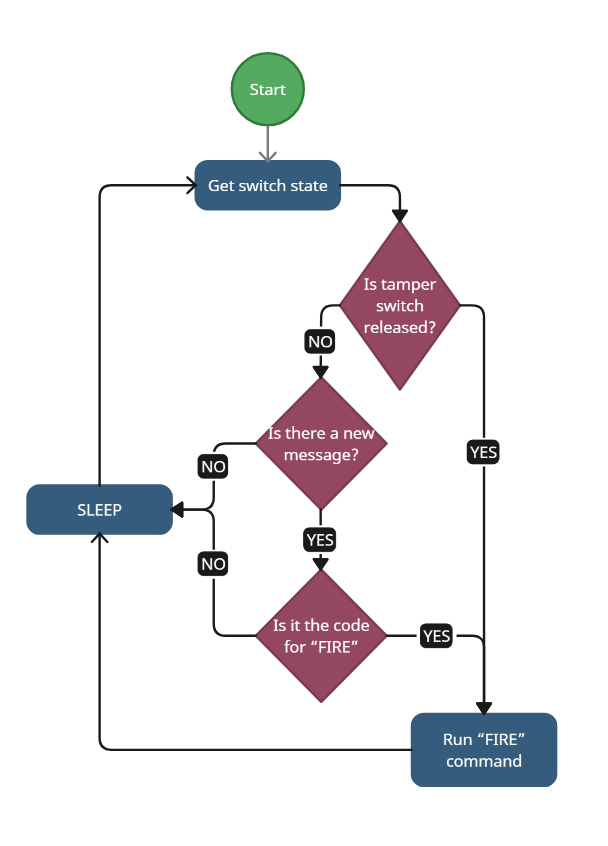 Start
Get switch state
Is tamper
switch
released?
NO
Is there a new
message?
YES
NO
SLEEP
YES
NO
Is it the code
for “FIRE”
YES
Run “FIRE”
command